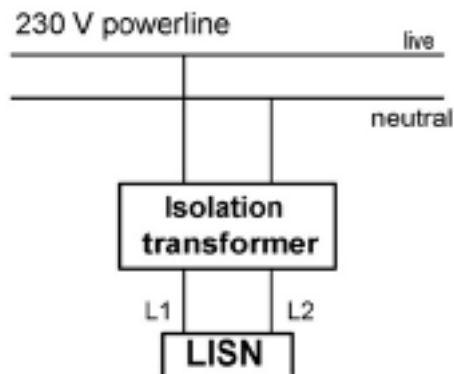 230 V powerline
live
neutral
Isolation
transformer
L1
L2
LISN